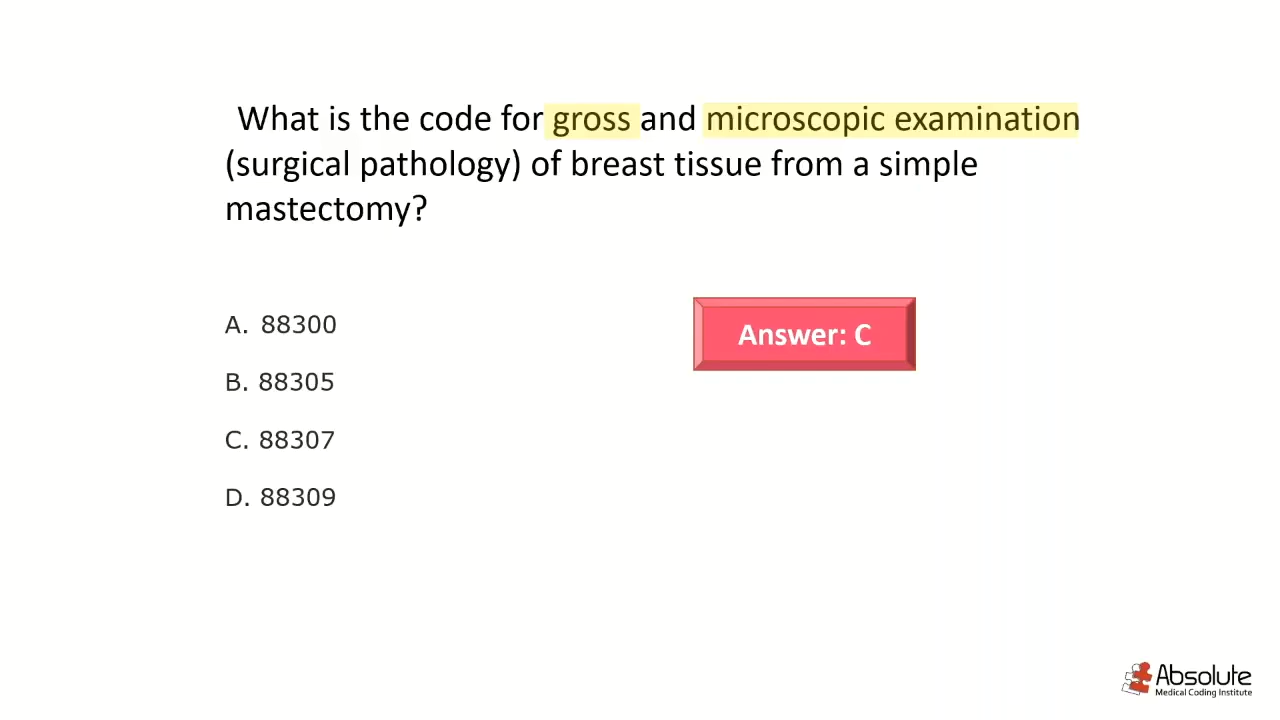 What is the code for gross and microscopic examination
(surgical pathology) of breast tissue from a simple
mastectomy?
A. 88300
Answer: C
B. 88305
C. 88307
D. 88309
Absolute
Medical Coding Institute